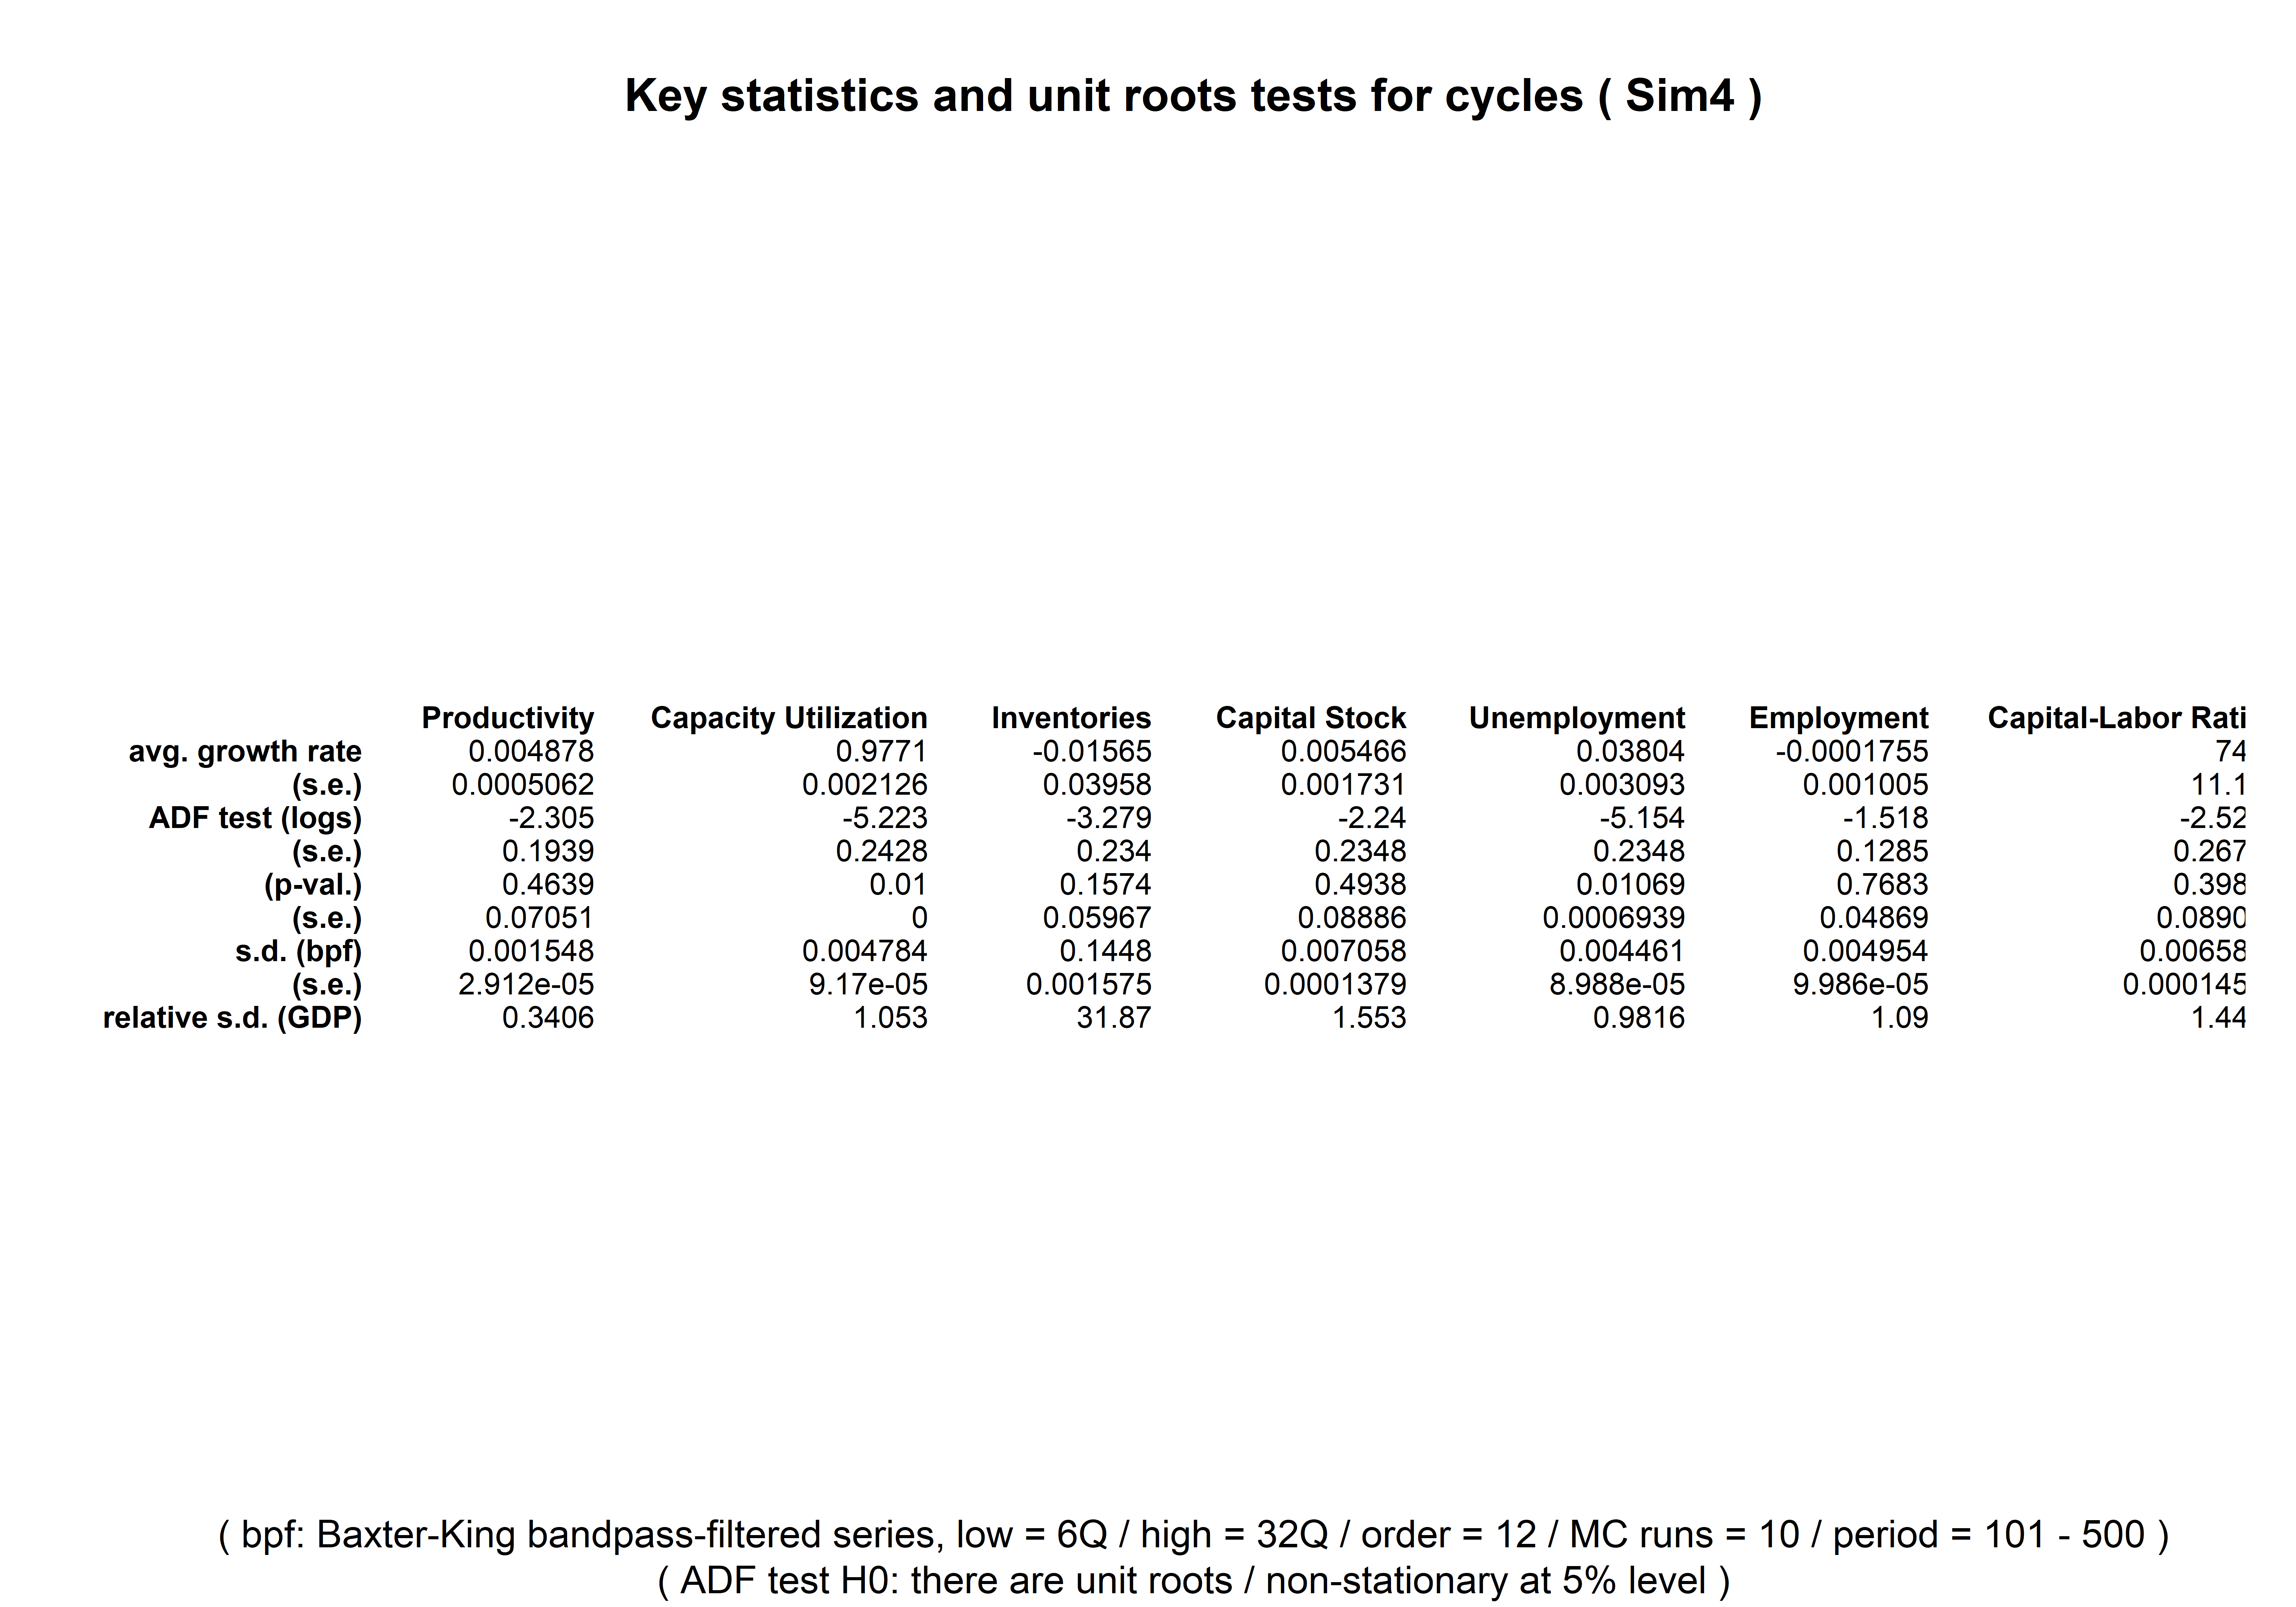 Key statistics and unit roots tests for cycles ( Sim4 )
Productivity Capacity Utilization Inventories Capital Stock Unemployment Employment Capital-Labor Rati
avg. growth rate 0.004878 0.9771 -0.01565 0.005466 0.03804 -0.0001755 74
(s.e.) 0.0005062 0.002126 0.03958 0.001731 0.003093 0.001005 11.1
ADF test (logs) -2.305 -5.223 -3.279 -2.24 -5.154 -1.518 -2.52
(s.e.) 0.1939 0.2428 0.234 0.2348 0.2348 0.1285 0.267
(p-val.) 0.4639 0.01 0.1574 0.4938 0.01069 0.7683 0.398
(s.e.) 0.07051 0 0.05967 0.08886 0.0006939 0.04869 0.0890
s.d. (bpf) 0.001548 0.004784 0.1448 0.007058 0.004461 0.004954 0.00658
(s.e.) 2.912e-05 9.17e-05 0.001575 0.0001379 8.988e-05 9.986e-05 0.000145
relative s.d. (GDP) 0.3406 1.053 31.87 1.553 0.9816 1.09 1.44
( bpf: Baxter-King bandpass-filtered series, low = 6Q / high = 32Q / order = 12 / MC runs = 10 / period = 101 - 500 )
( ADF test H0: there are unit roots / non-stationary at 5% level )